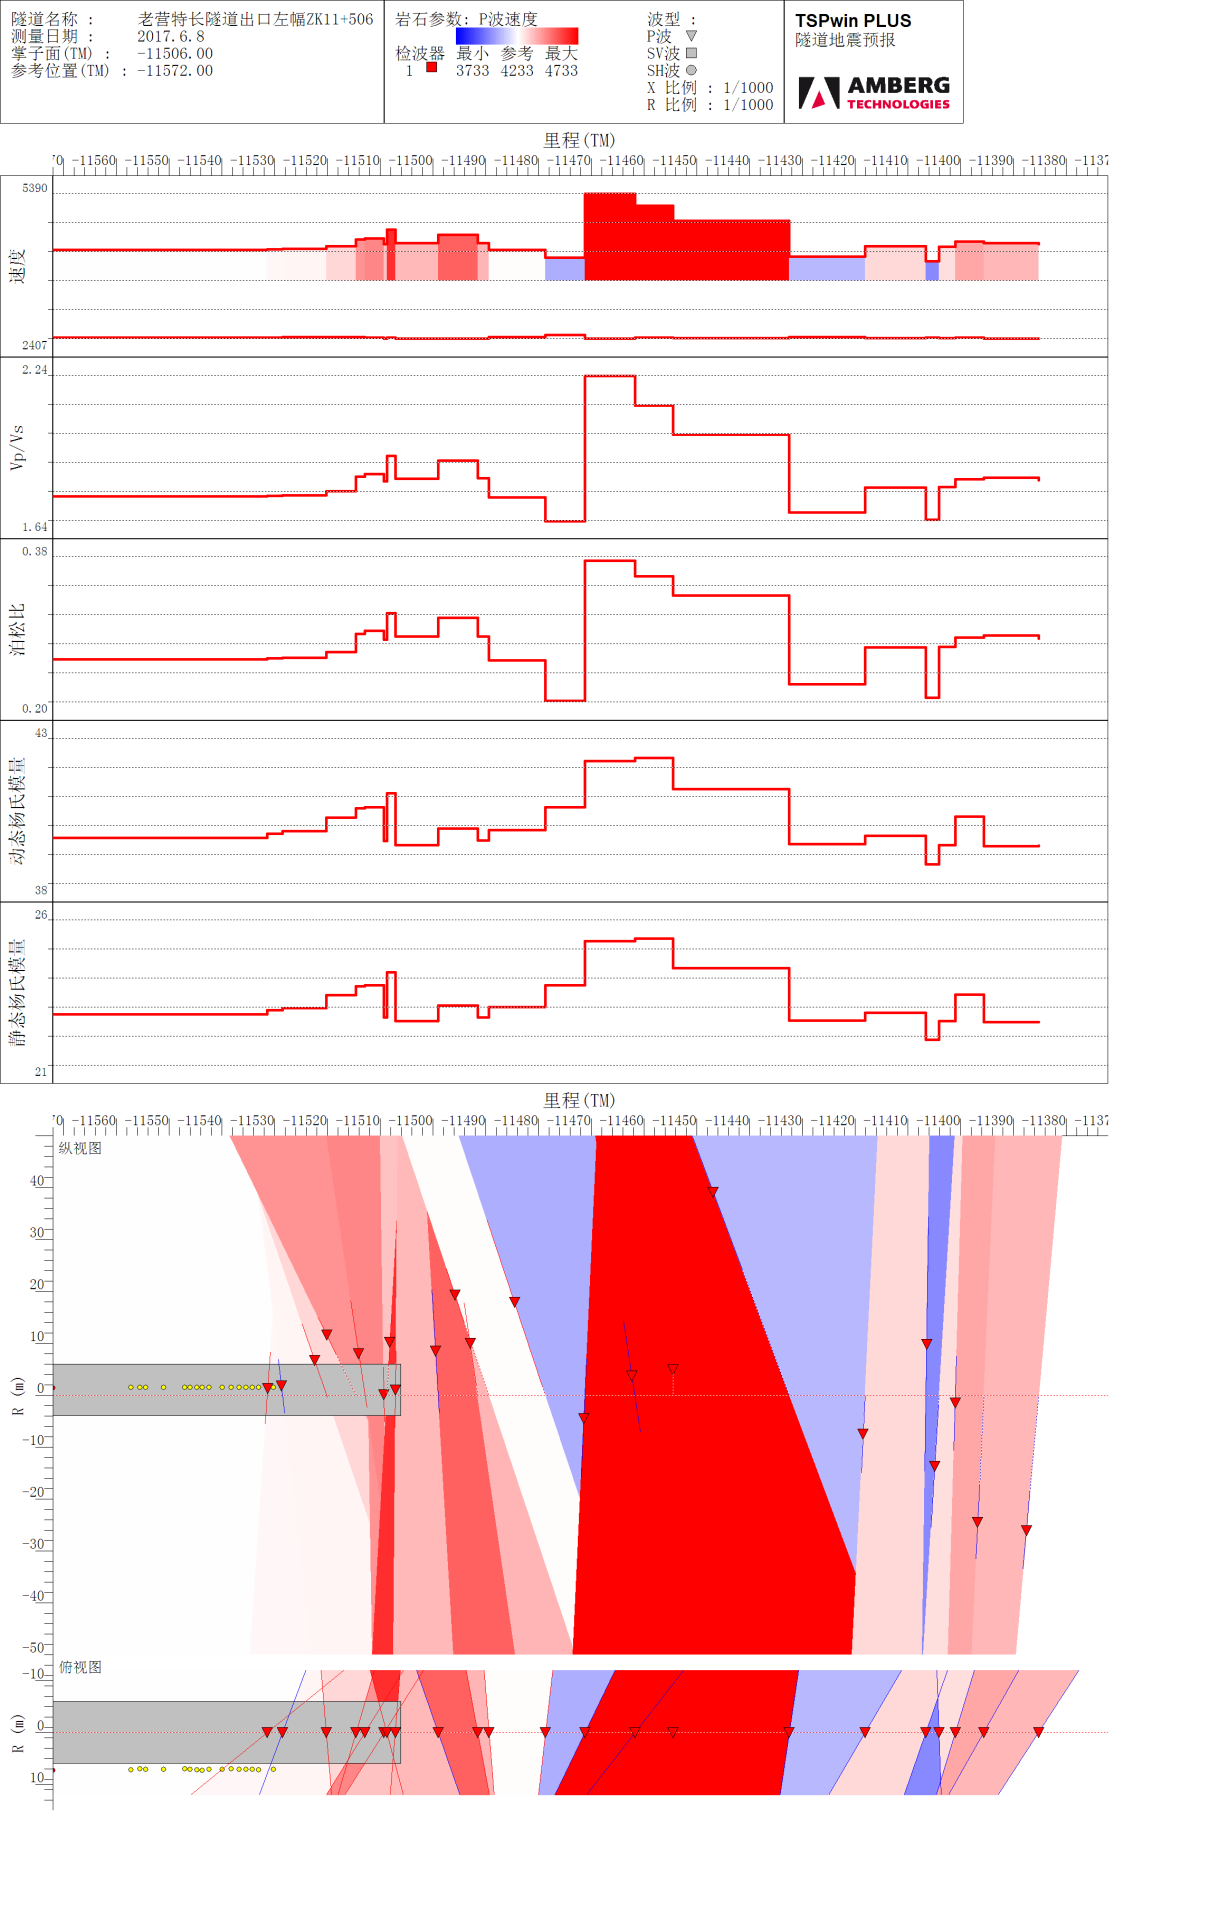 隧道名称 : 老营特长隧道出口左幅ZK11+506
测量日期 : 2017.6.8
掌子面(TM) : -11506.00
参考位置(TM) : -11572.00
岩石参数: P波速度
检波器 最小 参考 最大
1 3733 4233 4733
波型 :
P波
SV波
SH波
X 比例 : 1/1000
R 比例 : 1/1000
TSPwin PLUS
隧道地震预报
AMBERG
TECHNOLOGIES
里程(TM)
70 -11560 -11550 -11540 -11530 -11520 -11510 -11500 -11490 -11480 -11470 -11460 -11450 -11440 -11430 -11420 -11410 -11400 -11390 -11380 -1137
5390
速度
2407
2.24
Vp/Vs
1.64
0.38
泊松比
0.20
43
动态杨氏模量
38
26
静态杨氏模量
21
里程(TM)
70 -11560 -11550 -11540 -11530 -11520 -11510 -11500 -11490 -11480 -11470 -11460 -11450 -11440 -11430 -11420 -11410 -11400 -11390 -11380 -1137
纵视图
40
30
20
10
0
R (m)
-10
-20
-30
-40
-50
俯视图
-10
0
R (m)
10